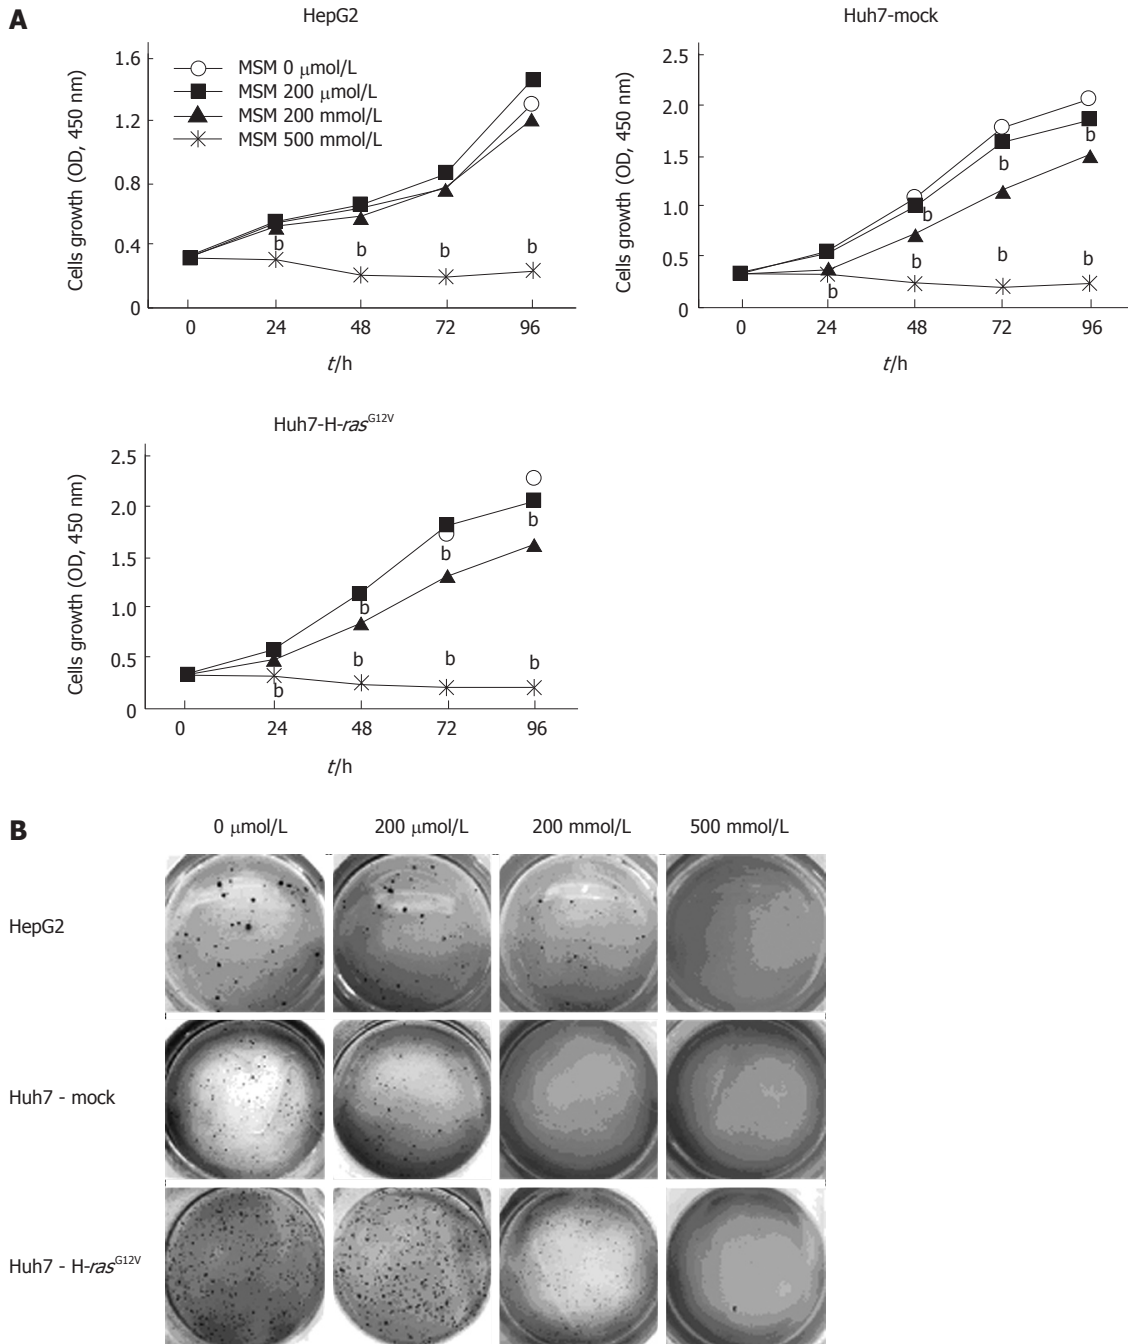 A
HepG2
MSM 0 μmol/L
MSM 200 μmol/L
MSM 200 mmol/L
MSM 500 mmol/L
Cells growth (OD, 450 nm)
1.6
1.2
0.8
0.4
0
b b b b
0 24 48 72 96
t/h
Huh7-mock
Cells growth (OD, 450 nm)
2.5
2.0
1.5
1.0
0.5
0
b b b
b b b b
0 24 48 72 96
t/h
Huh7-H-ras^G12V
Cells growth (OD, 450 nm)
2.5
2.0
1.5
1.0
0.5
0
b b b
b b b b
0 24 48 72 96
t/h
B
0 μmol/L 200 μmol/L 200 mmol/L 500 mmol/L
HepG2
Huh7 - mock
Huh7 - H-ras^G12V